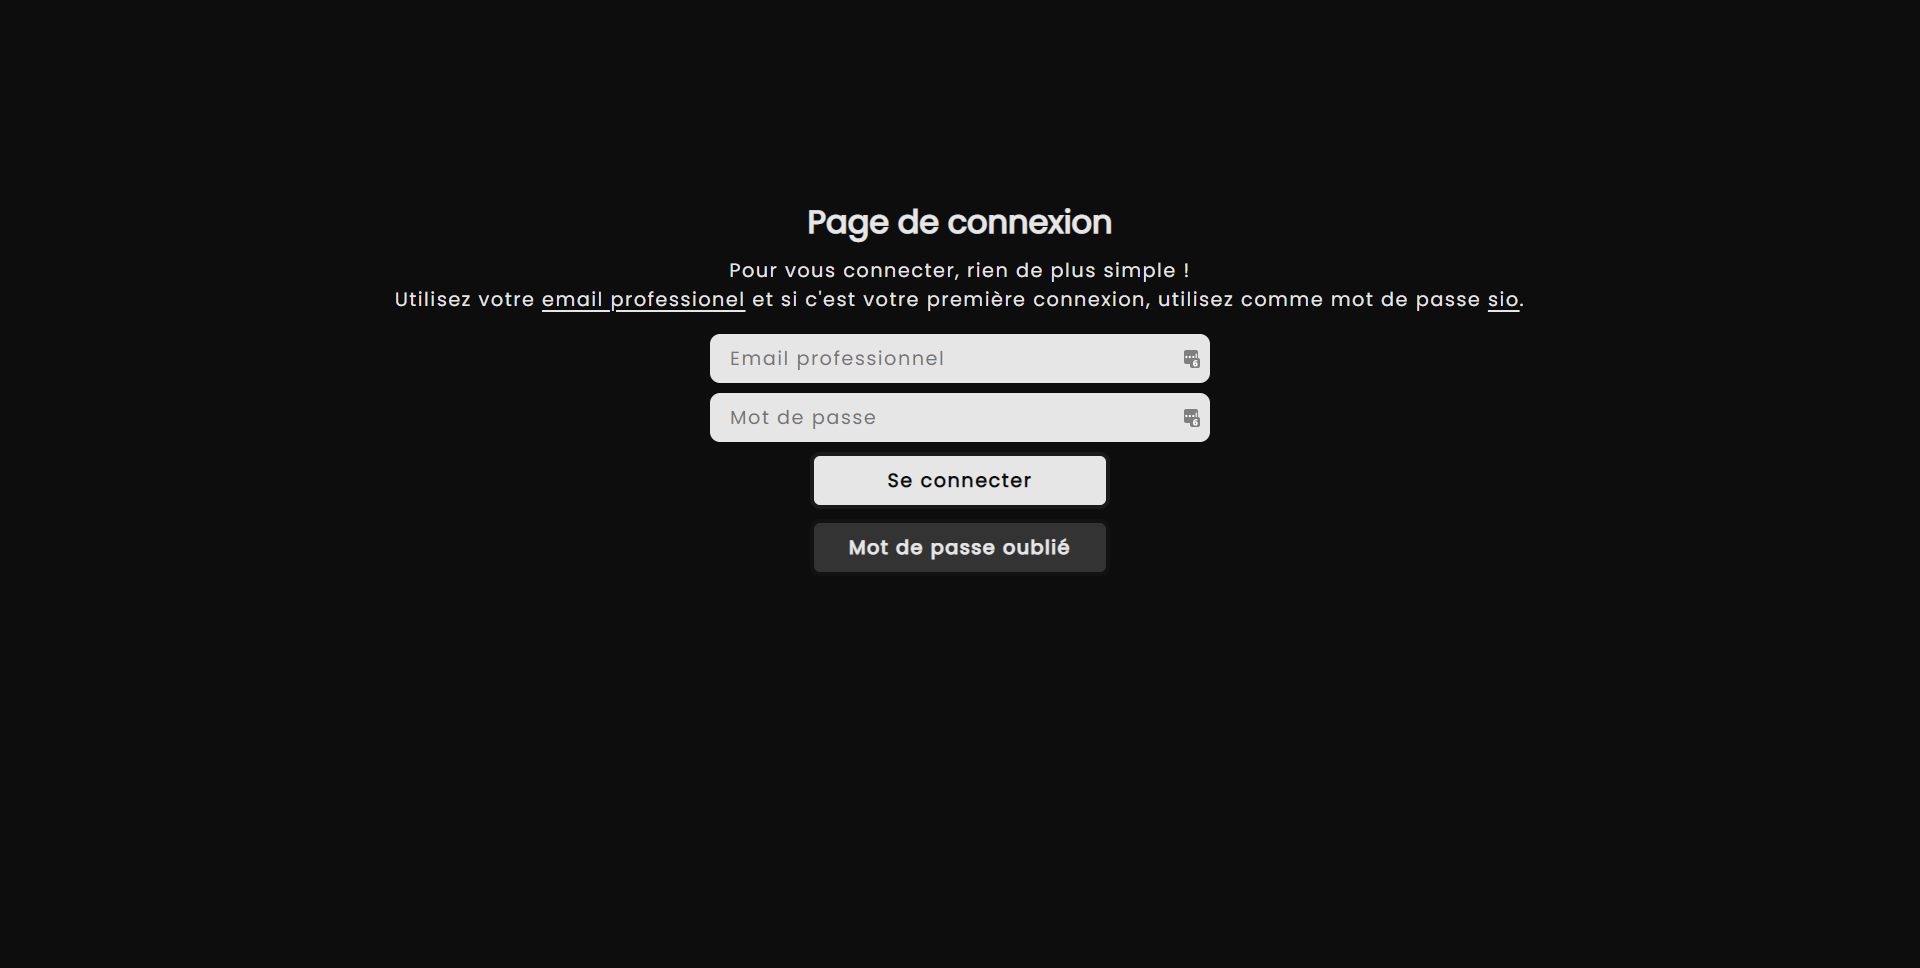 Page de connexion
Pour vous connecter, rien de plus simple !
Utilisez votre email professionel et si c'est votre première connexion, utilisez comme mot de passe sio.
Email professionnel
Mot de passe
Se connecter
Mot de passe oublié